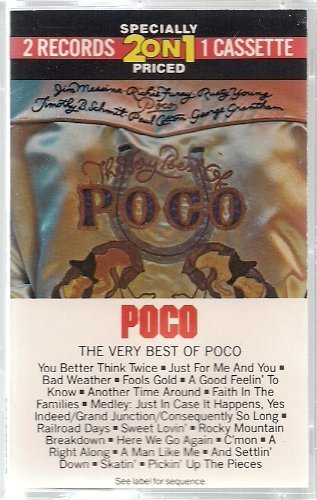 SPECIALLY
2 RECORDS 2 ON 1 1 CASSETTE
PRICED
Jim Messina Richie Furay Rusty Young
Poco
Timothy B. Schmit Paul Cotton George Grantham
The Very Best Of
POCO
POCO
THE VERY BEST OF POCO
You Better Think Twice ▪ Just For Me And You ▪
Bad Weather ▪ Fools Gold ▪ A Good Feelin' To
Know ▪ Another Time Around ▪ Faith In The
Families ▪ Medley: Just In Case It Happens, Yes
Indeed/Grand Junction/Consequently So Long ▪
Railroad Days ▪ Sweet Lovin' ▪ Rocky Mountain
Breakdown ▪ Here We Go Again ▪ C'mon ▪ A
Right Along ▪ A Man Like Me ▪ And Settlin'
Down ▪ Skatin' ▪ Pickin' Up The Pieces
See label for sequence.